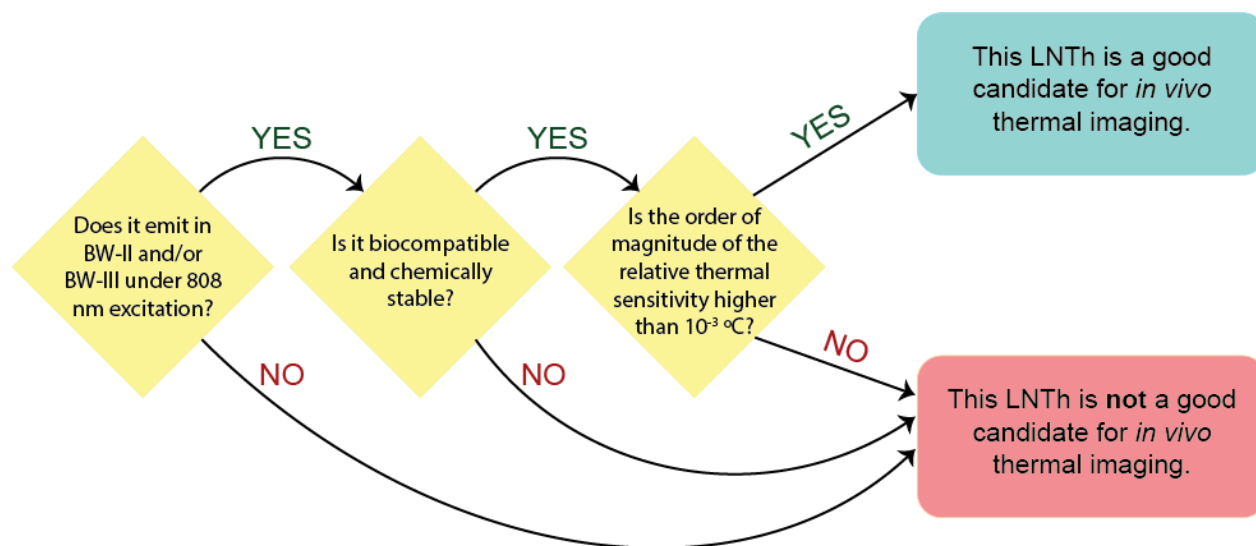 This LNTh is a good
candidate for in vivo
thermal imaging.
YES
YES
YES
Does it emit in
BW-II and/or
BW-III under 808
nm excitation?
Is it biocompatible
and chemically
stable?
Is the order of
magnitude of the
relative thermal
sensitivity higher
than 10⁻³ ºC?
NO
NO
NO
This LNTh is not a good
candidate for in vivo
thermal imaging.